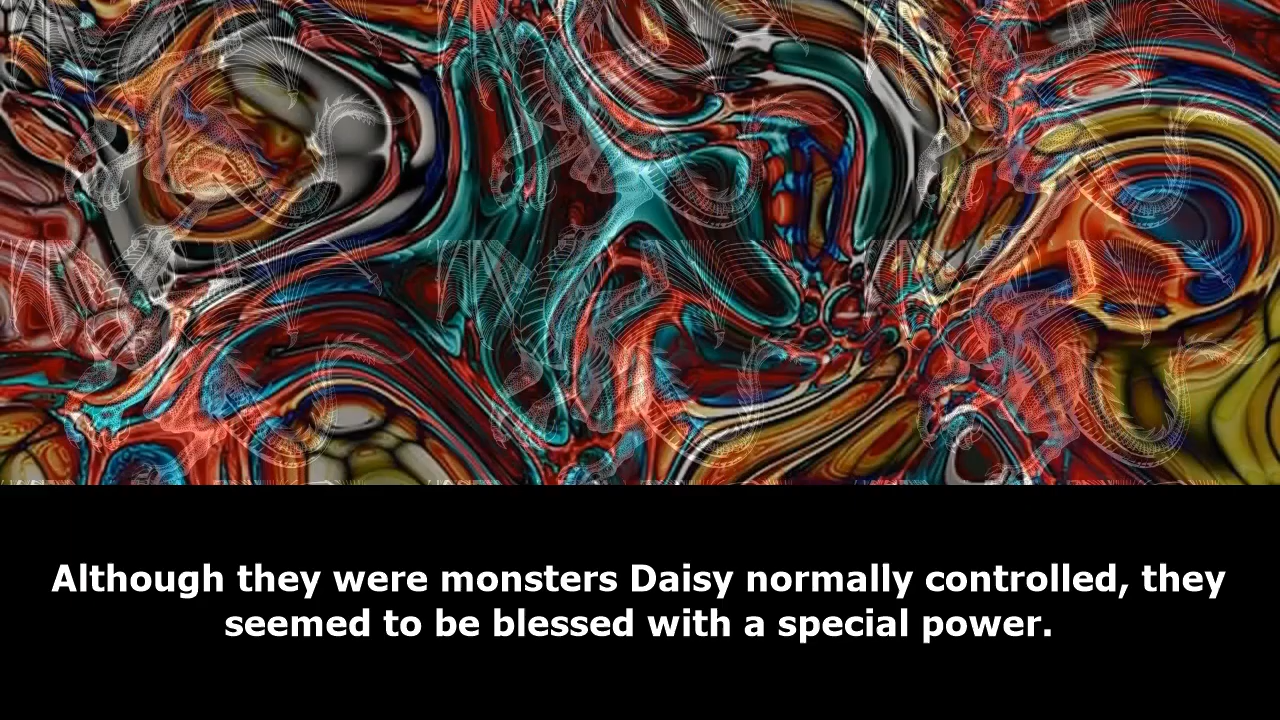 Although they were monsters Daisy normally controlled, they
seemed to be blessed with a special power.